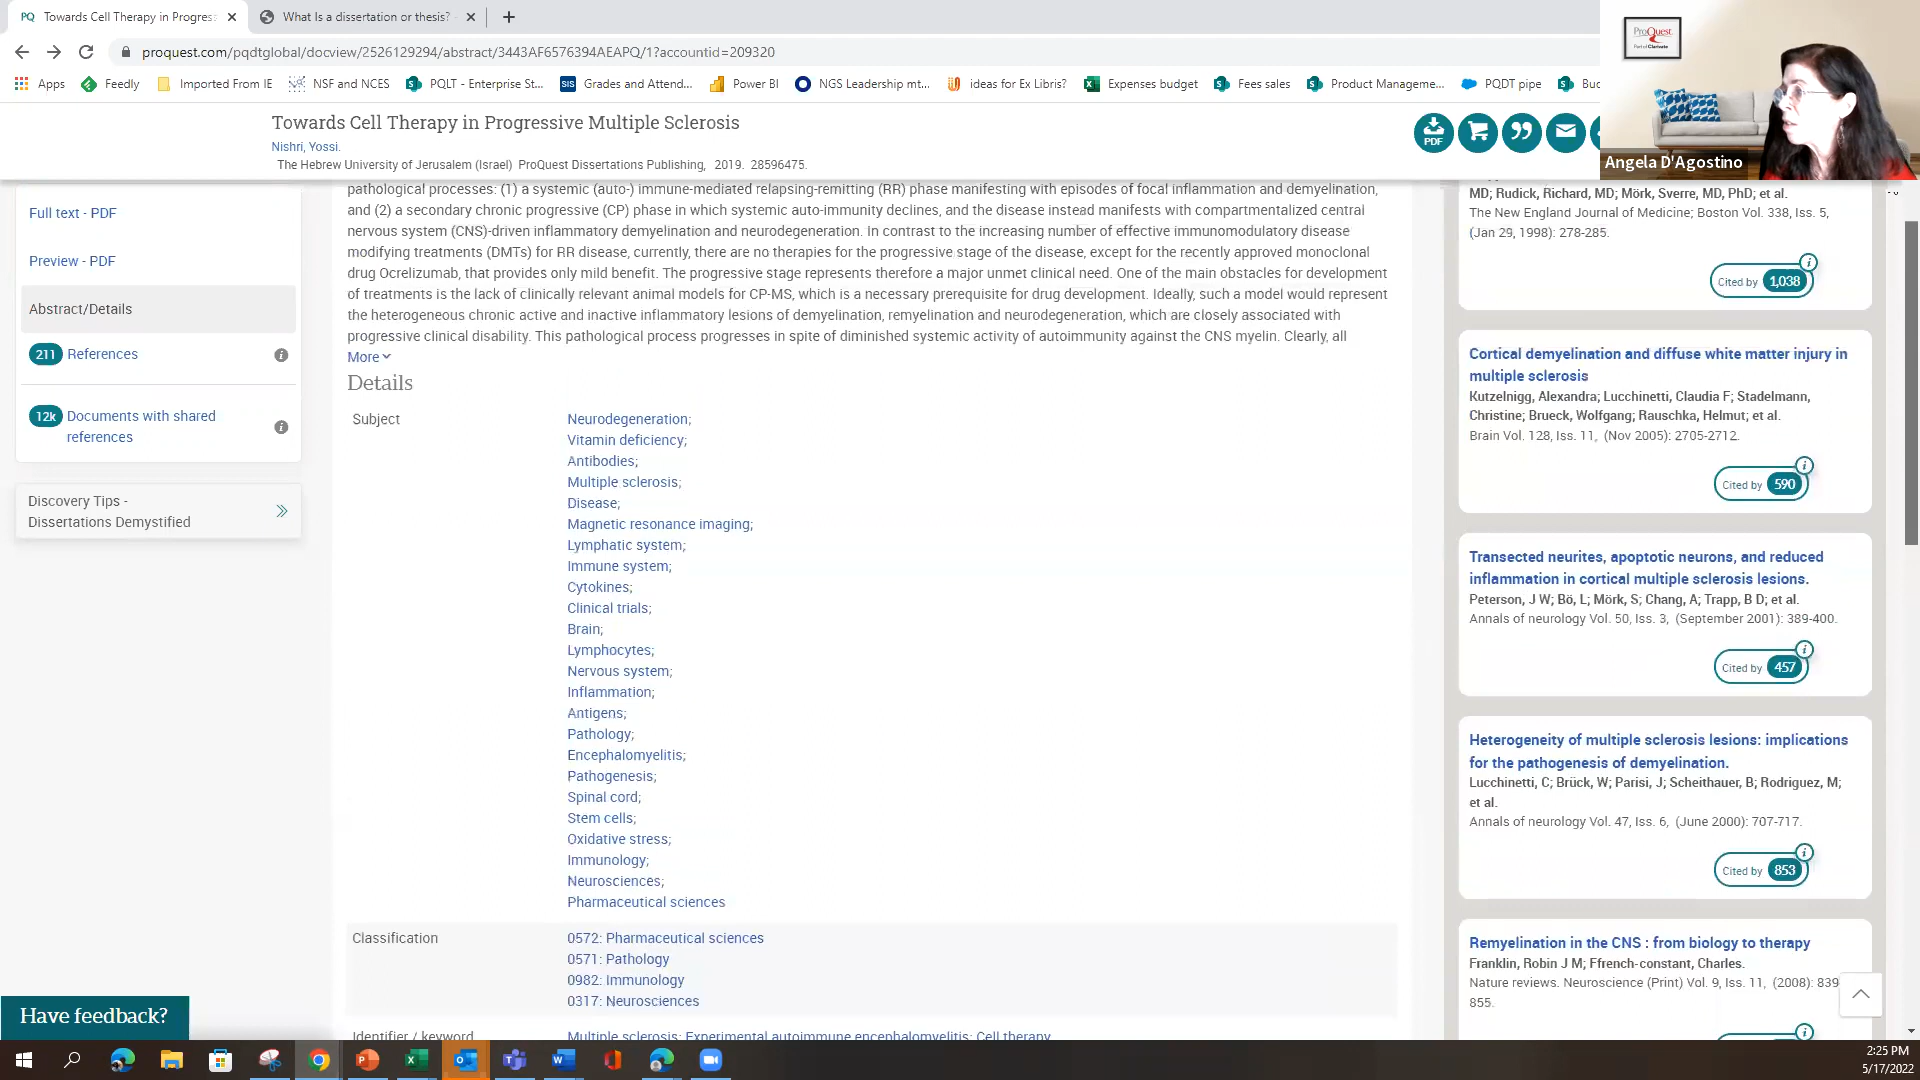 PQ Towards Cell Therapy in Progress
What Is a dissertation or thesis?
proquest.com/pqdtglobal/docview/2526129294/abstract/3443AF6576394AEAPQ/1?accountid=209320
Apps Feedly Imported From IE NSF and NCES PQLT - Enterprise St... SIS Grades and Attend... Power BI NGS Leadership mt... ideas for Ex Libris? Expenses budget Fees sales Product Manageme... PQDT pipe Buc
ProQuest
Part of Clarivate
Angela D'Agostino
Towards Cell Therapy in Progressive Multiple Sclerosis
Nishri, Yossi.
The Hebrew University of Jerusalem (Israel) ProQuest Dissertations Publishing, 2019. 28596475.
PDF
Full text - PDF
Preview - PDF
Abstract/Details
211 References
12k Documents with shared
references
Discovery Tips -
Dissertations Demystified
pathological processes: (1) a systemic (auto-) immune-mediated relapsing-remitting (RR) phase manifesting with episodes of focal inflammation and demyelination,
and (2) a secondary chronic progressive (CP) phase in which systemic auto-immunity declines, and the disease instead manifests with compartmentalized central
nervous system (CNS)-driven inflammatory demyelination and neurodegeneration. In contrast to the increasing number of effective immunomodulatory disease
modifying treatments (DMTs) for RR disease, currently, there are no therapies for the progressive stage of the disease, except for the recently approved monoclonal
drug Ocrelizumab, that provides only mild benefit. The progressive stage represents therefore a major unmet clinical need. One of the main obstacles for development
of treatments is the lack of clinically relevant animal models for CP-MS, which is a necessary prerequisite for drug development. Ideally, such a model would represent
the heterogeneous chronic active and inactive inflammatory lesions of demyelination, remyelination and neurodegeneration, which are closely associated with
progressive clinical disability. This pathological process progresses in spite of diminished systemic activity of autoimmunity against the CNS myelin. Clearly, all
More
Details
Subject
Neurodegeneration;
Vitamin deficiency;
Antibodies;
Multiple sclerosis;
Disease;
Magnetic resonance imaging;
Lymphatic system;
Immune system;
Cytokines;
Clinical trials;
Brain;
Lymphocytes;
Nervous system;
Inflammation;
Antigens;
Pathology;
Encephalomyelitis;
Pathogenesis;
Spinal cord;
Stem cells;
Oxidative stress;
Immunology;
Neurosciences;
Pharmaceutical sciences
Classification
0572: Pharmaceutical sciences
0571: Pathology
0982: Immunology
0317: Neurosciences
Identifier / keyword
Multiple sclerosis; Experimental autoimmune encephalomyelitis; Cell therapy
MD; Rudick, Richard, MD; Mörk, Sverre, MD, PhD; et al.
The New England Journal of Medicine; Boston Vol. 338, Iss. 5,
(Jan 29, 1998): 278-285.
Cited by 1,038
Cortical demyelination and diffuse white matter injury in
multiple sclerosis
Kutzelnigg, Alexandra; Lucchinetti, Claudia F; Stadelmann,
Christine; Brueck, Wolfgang; Rauschka, Helmut; et al.
Brain Vol. 128, Iss. 11, (Nov 2005): 2705-2712.
Cited by 590
Transected neurites, apoptotic neurons, and reduced
inflammation in cortical multiple sclerosis lesions.
Peterson, J W; Bö, L; Mörk, S; Chang, A; Trapp, B D; et al.
Annals of neurology Vol. 50, Iss. 3, (September 2001): 389-400.
Cited by 457
Heterogeneity of multiple sclerosis lesions: implications
for the pathogenesis of demyelination.
Lucchinetti, C; Brück, W; Parisi, J; Scheithauer, B; Rodriguez, M;
et al.
Annals of neurology Vol. 47, Iss. 6, (June 2000): 707-717.
Cited by 853
Remyelination in the CNS : from biology to therapy
Franklin, Robin J M; Ffrench-constant, Charles.
Nature reviews. Neuroscience (Print) Vol. 9, Iss. 11, (2008): 839-
855.
Have feedback?
2:25 PM
5/17/2022